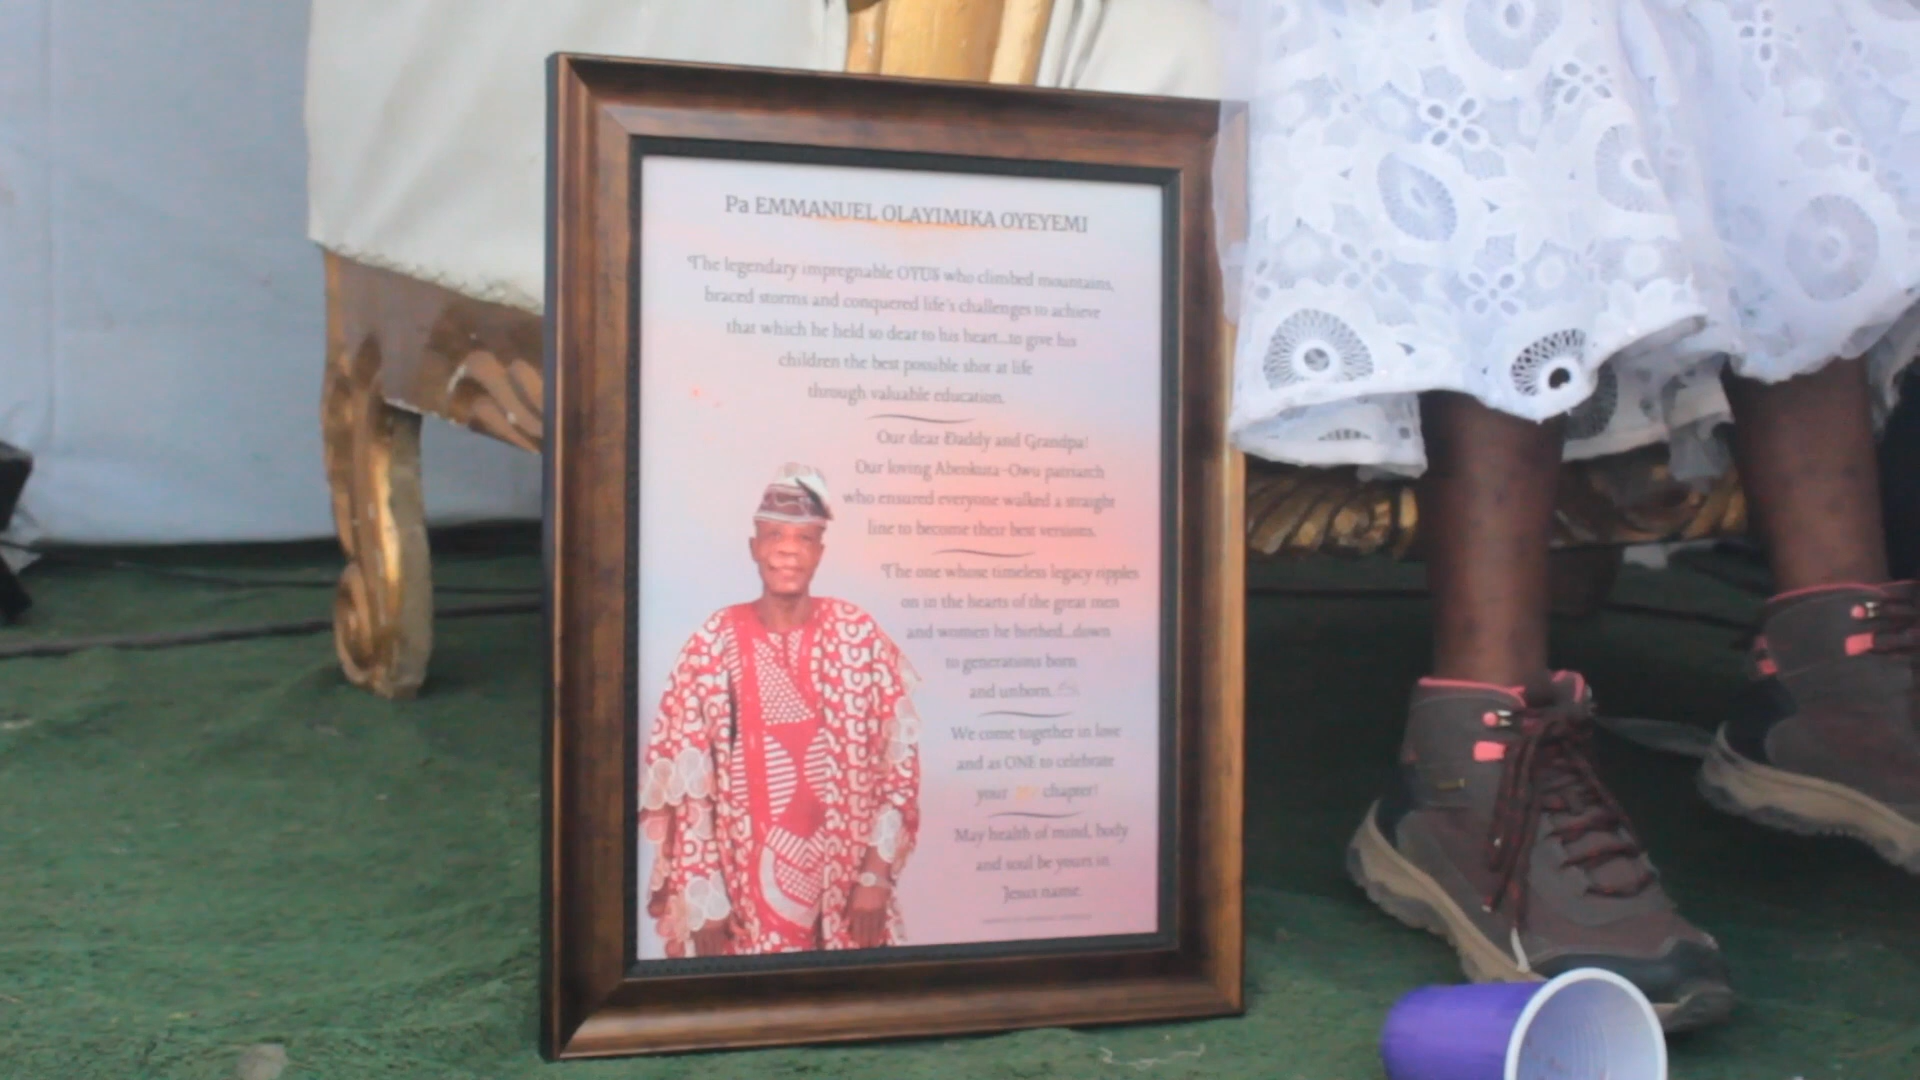 Pa EMMANUEL OLAYIMIKA OYEYEMI
The legendary impregnable who climbed mountains,
braced storms and conquered life's challenges to achieve
that which he held so dear to his heart...to give his
children the best possible shot at life
through valuable education.
Our dear Daddy and Grandpa!
Our loving Abeokuta-Owu patriarch
who ensured everyone walked a straight
line to become their best versions.
The one whose timeless legacy ripples
on in the hearts of the great men
and women he birthed...down
to generations born
and unborn.
We come together in love
and as ONE to celebrate
your chapter!
May health of mind, body
and soul be yours in
Jesus name.